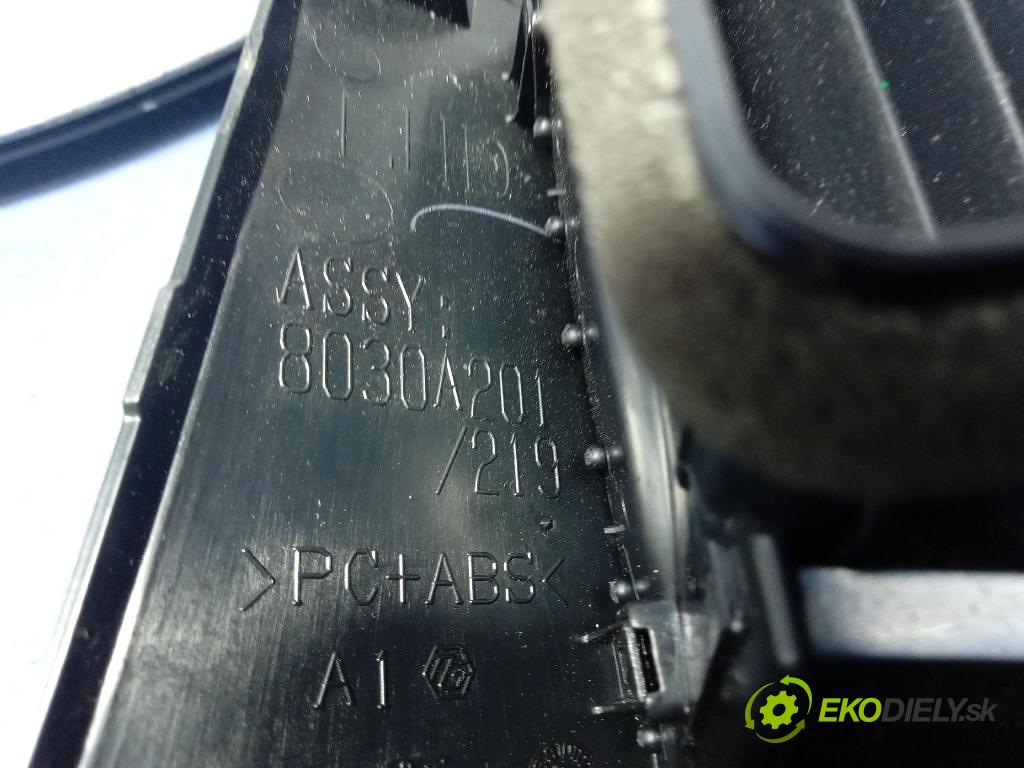 ASSY:
8030A201
/219
>PC+ABS<
A1
EKODIELY.sk